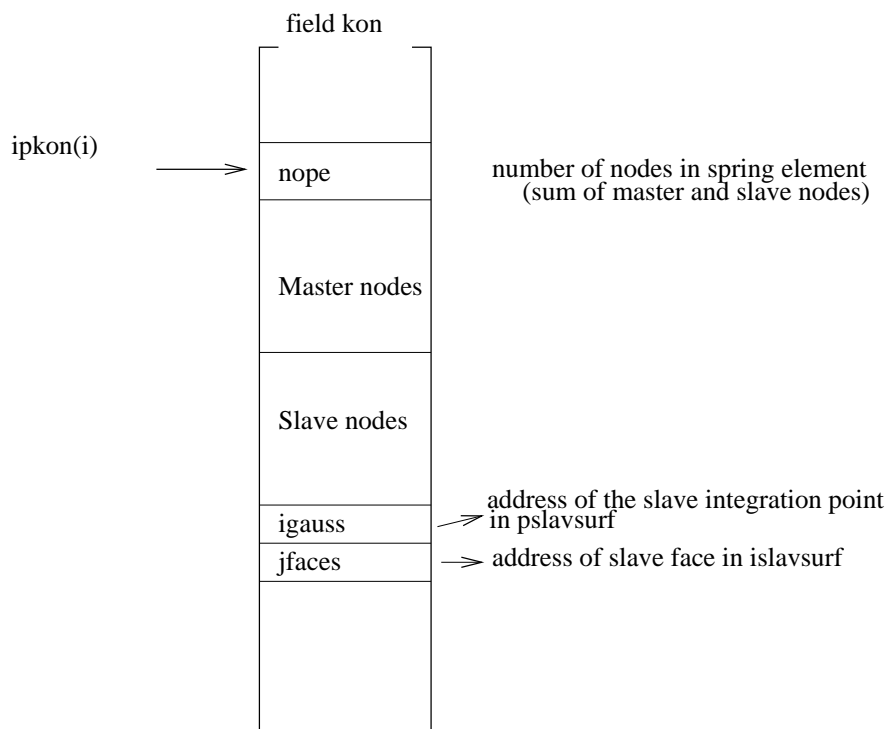 field kon
ipkon(i)
nope
number of nodes in spring element
(sum of master and slave nodes)
Master nodes
Slave nodes
igauss
address of the slave integration point
in pslavsurf
jfaces
address of slave face in islavsurf